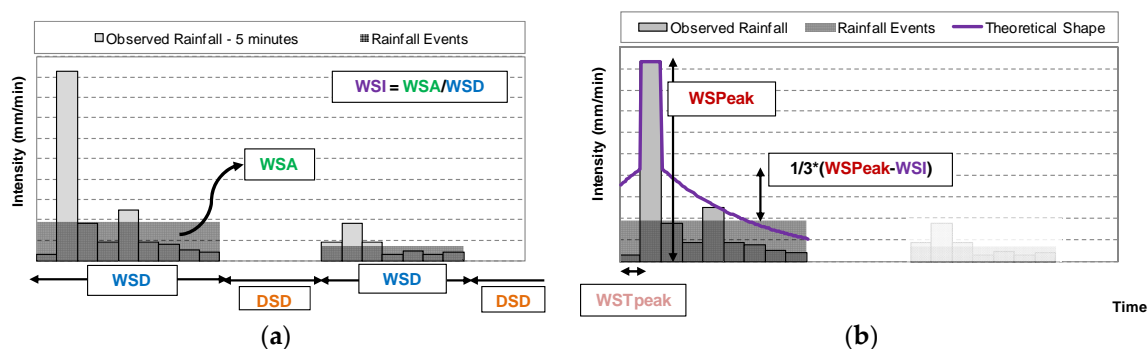 Observed Rainfall - 5 minutes Rainfall Events
Intensity (mm/min)
WSI = WSA/WSD
WSA
WSD
DSD
WSD
DSD
(a)
Observed Rainfall Rainfall Events Theoretical Shape
Intensity (mm/min)
WSPeak
1/3*(WSPeak-WSI)
WSTpeak
Time
(b)